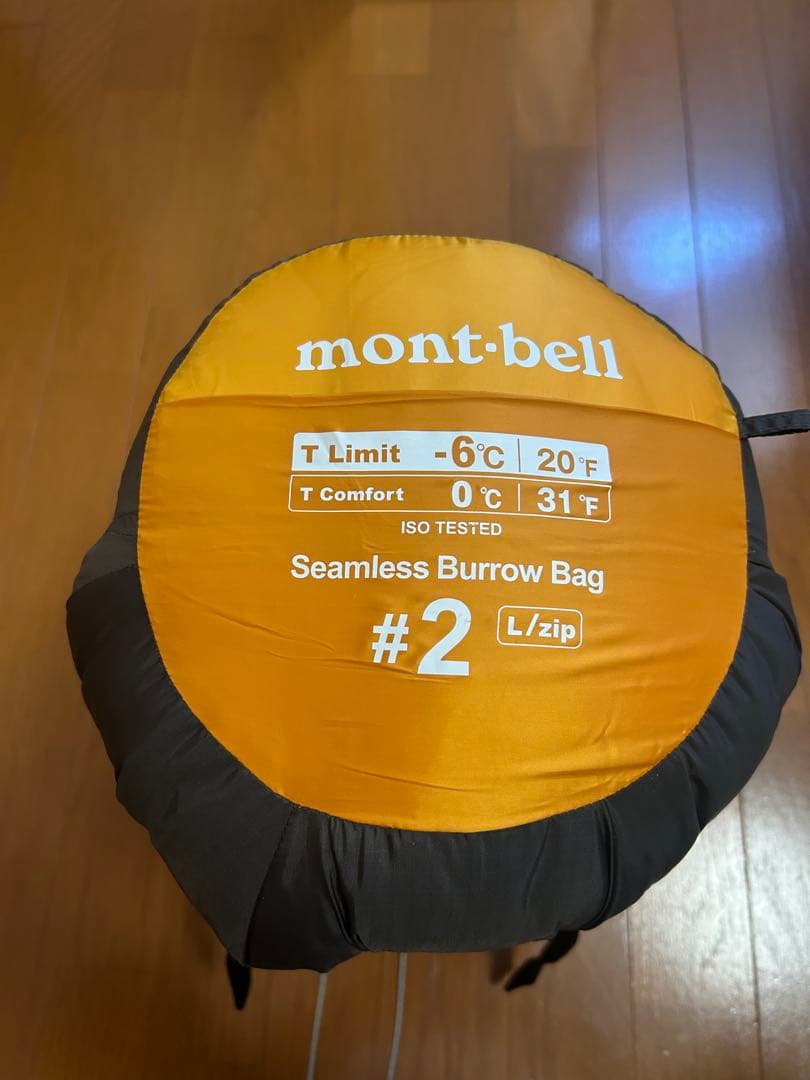 mont-bell
T Limit -6°C | 20°F
T Comfort 0°C | 31°F
ISO TESTED
Seamless Burrow Bag
#2 L/zip